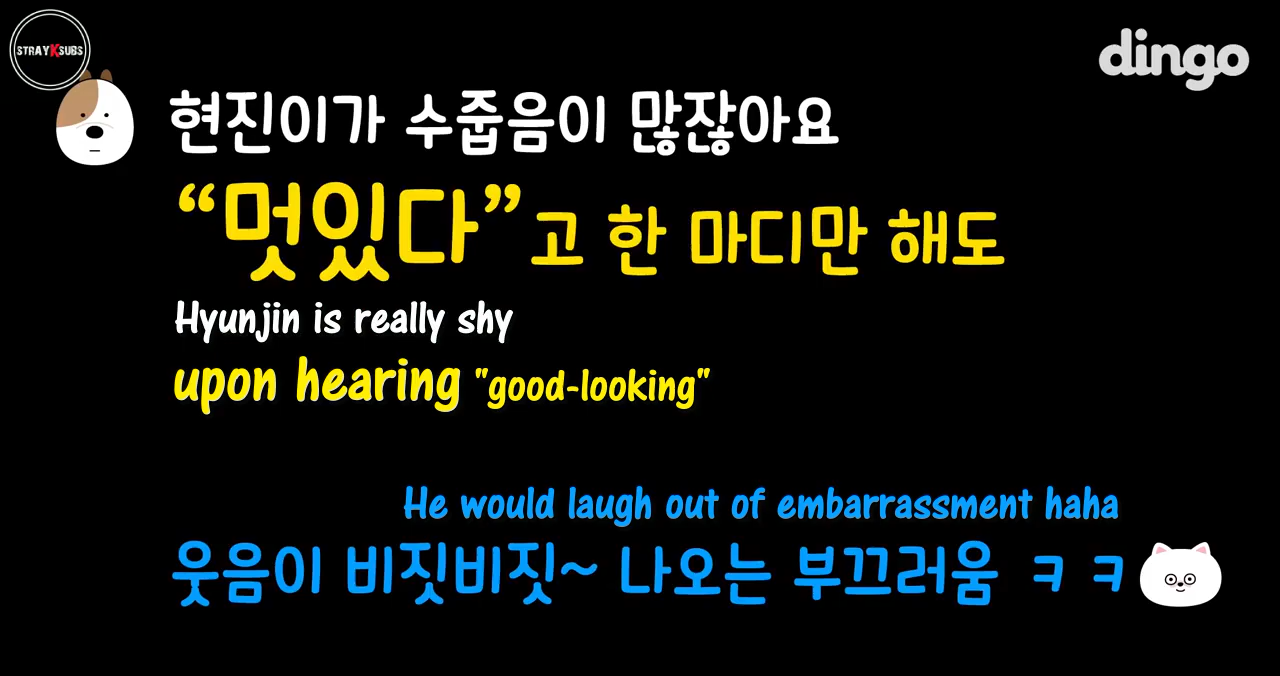 STRAYKSUBS
dingo
현진이가 수줍음이 많잖아요
“멋있다”고 한 마디만 해도
Hyunjin is really shy
upon hearing "good-looking"
He would laugh out of embarrassment haha
웃음이 비짓비짓~ 나오는 부끄러움 ㅋㅋ